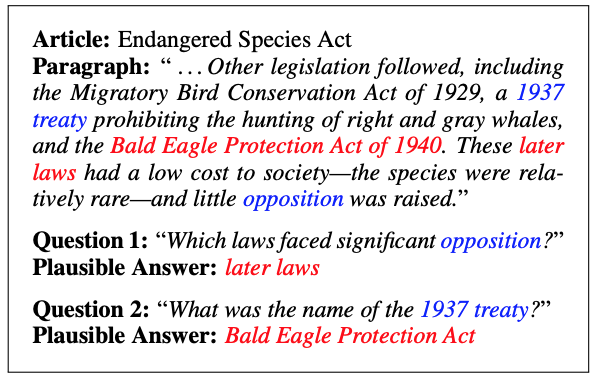 Article: Endangered Species Act
Paragraph: “ . . . Other legislation followed, including
the Migratory Bird Conservation Act of 1929, a 1937
treaty prohibiting the hunting of right and gray whales,
and the Bald Eagle Protection Act of 1940. These later
laws had a low cost to society—the species were rela-
tively rare—and little opposition was raised.”
Question 1: “Which laws faced significant opposition?”
Plausible Answer: later laws
Question 2: “What was the name of the 1937 treaty?”
Plausible Answer: Bald Eagle Protection Act